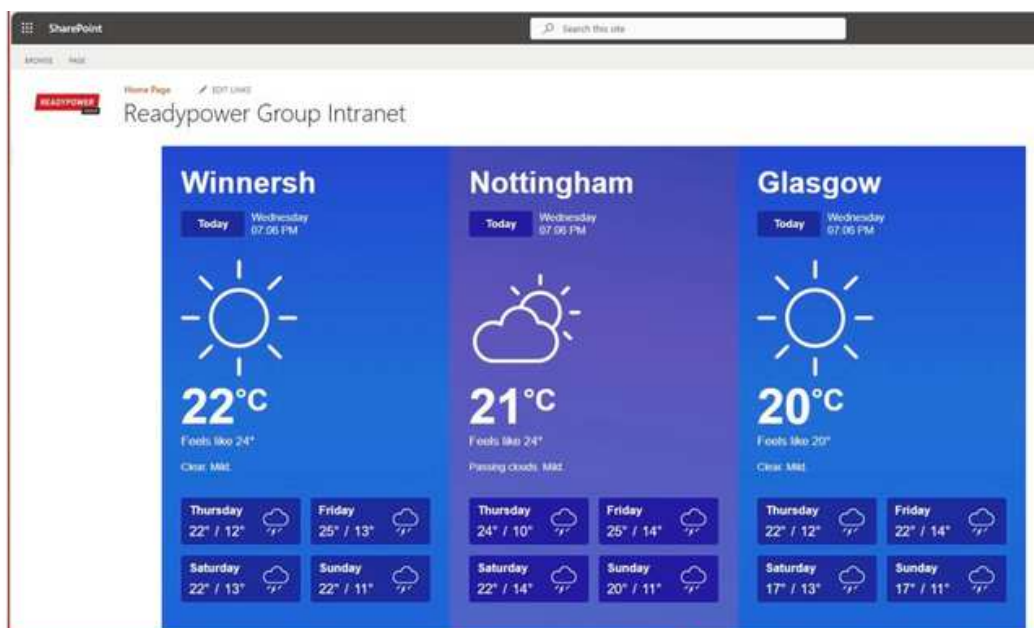 SharePoint
Search this site
BROWSE PAGE
READYPOWER
Home Page EDIT LINKS
Readypower Group Intranet
Winnersh
Today Wednesday
07:06 PM
22°C
Feels like 24°
Clear. Mild.
Thursday
22° / 12°
Friday
25° / 13°
Saturday
22° / 13°
Sunday
22° / 11°
Nottingham
Today Wednesday
07:06 PM
21°C
Feels like 24°
Passing clouds. Mild.
Thursday
24° / 10°
Friday
25° / 14°
Saturday
22° / 14°
Sunday
20° / 11°
Glasgow
Today Wednesday
07:06 PM
20°C
Feels like 20°
Clear. Mild.
Thursday
22° / 12°
Friday
22° / 14°
Saturday
17° / 13°
Sunday
17° / 11°